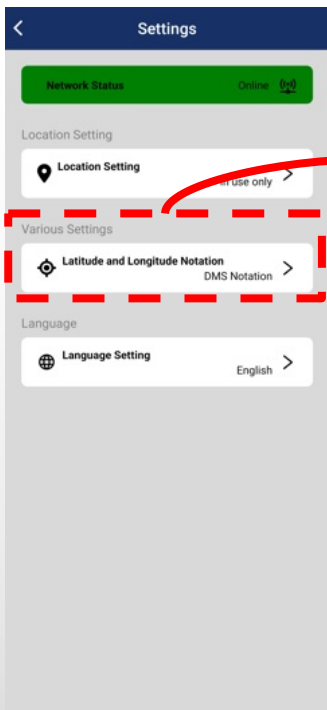 Settings
Network Status Online
Location Setting
Location Setting
In use only
Various Settings
Latitude and Longitude Notation
DMS Notation
Language
Language Setting
English